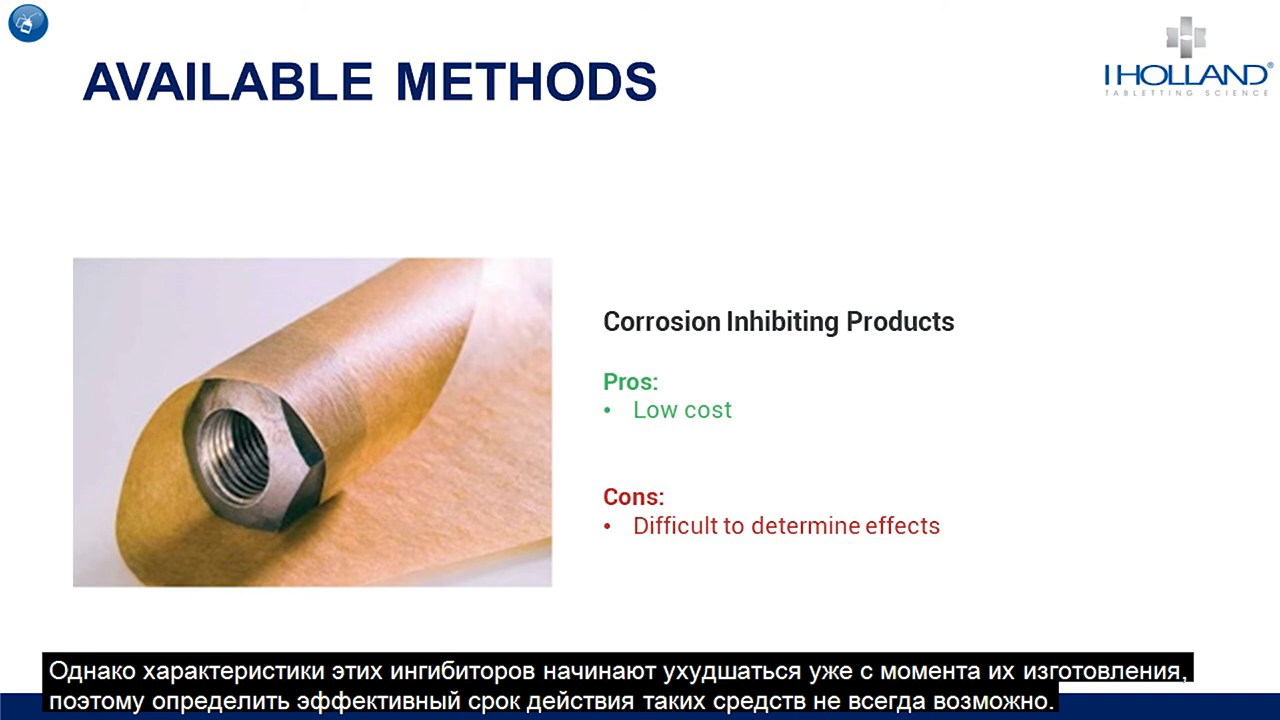 AVAILABLE METHODS
I HOLLAND®
TABLETTING SCIENCE
Corrosion Inhibiting Products
Pros:
• Low cost
Cons:
• Difficult to determine effects
Однако характеристики этих ингибиторов начинают ухудшаться уже с момента их изготовления,
поэтому определить эффективный срок действия таких средств не всегда возможно.